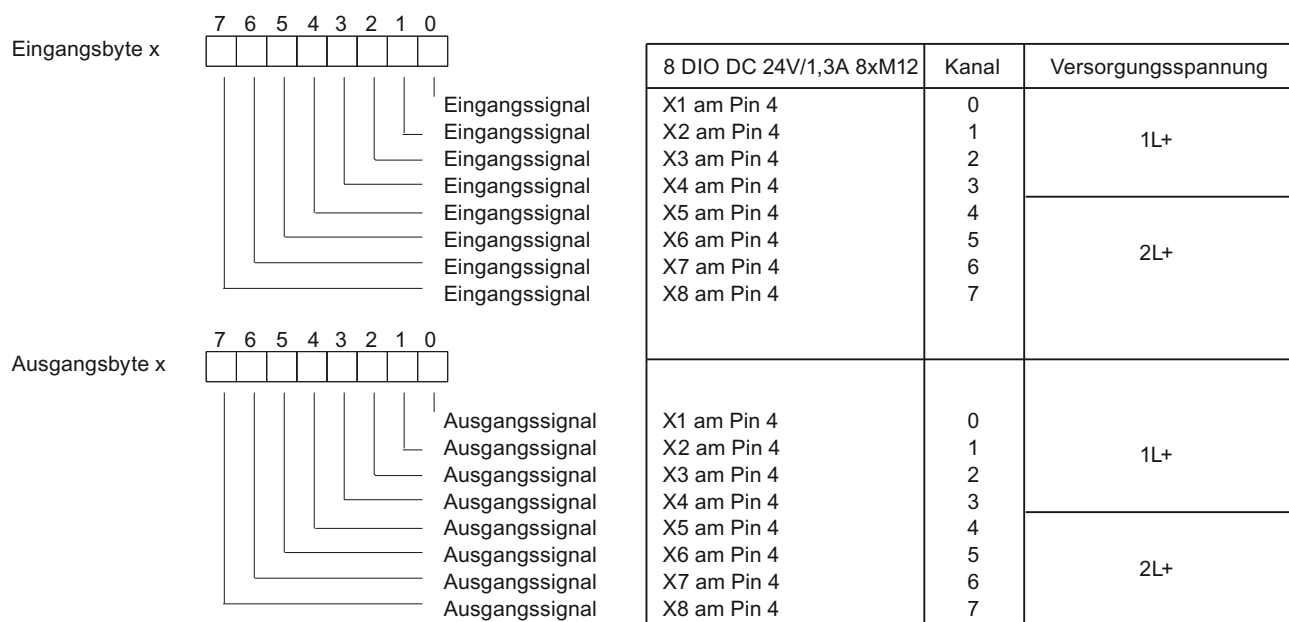 7 6 5 4 3 2 1 0
Eingangsbyte x
8 DIO DC 24V/1,3A 8xM12 Kanal Versorgungsspannung
Eingangssignal X1 am Pin 4 0
Eingangssignal X2 am Pin 4 1
1L+
Eingangssignal X3 am Pin 4 2
Eingangssignal X4 am Pin 4 3
Eingangssignal X5 am Pin 4 4
Eingangssignal X6 am Pin 4 5
2L+
Eingangssignal X7 am Pin 4 6
Eingangssignal X8 am Pin 4 7
7 6 5 4 3 2 1 0
Ausgangsbyte x
Ausgangssignal X1 am Pin 4 0
Ausgangssignal X2 am Pin 4 1
1L+
Ausgangssignal X3 am Pin 4 2
Ausgangssignal X4 am Pin 4 3
Ausgangssignal X5 am Pin 4 4
Ausgangssignal X6 am Pin 4 5
2L+
Ausgangssignal X7 am Pin 4 6
Ausgangssignal X8 am Pin 4 7